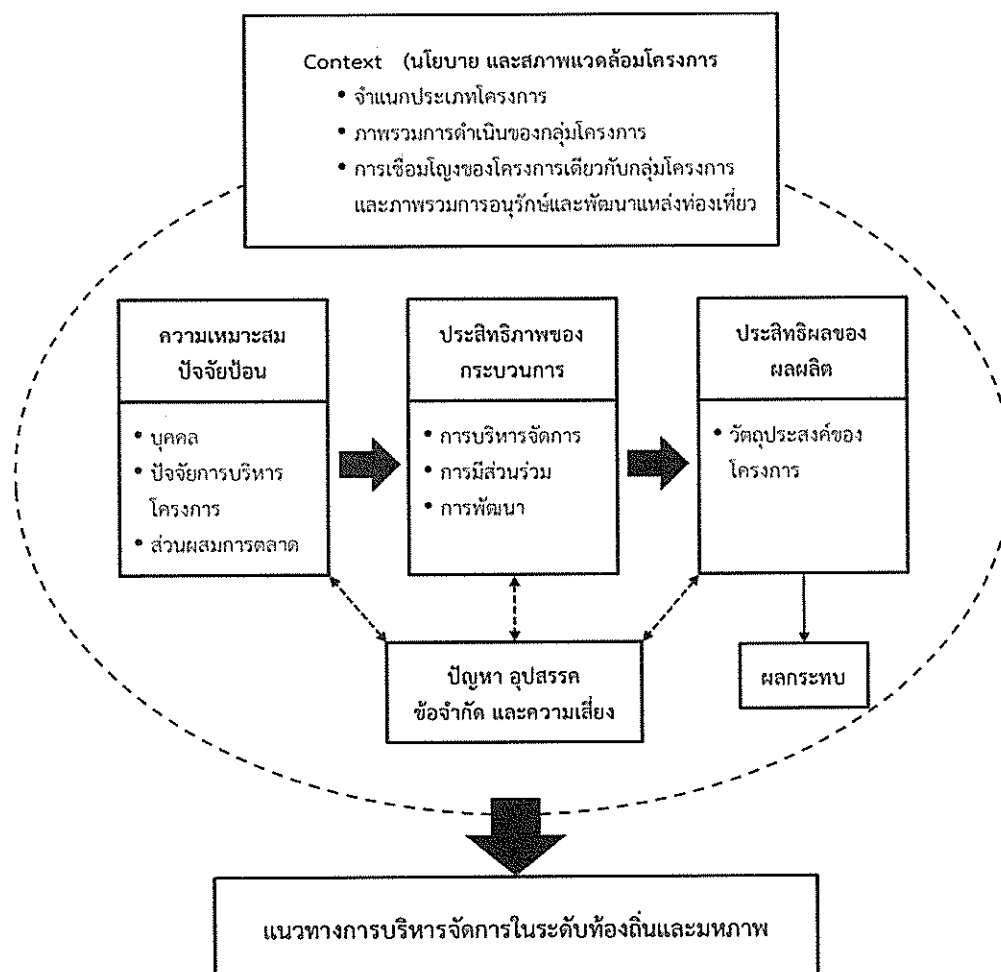 Context (นโยบาย และสภาพแวดล้อมโครงการ
• จำแนกประเภทโครงการ
• ภาพรวมการดำเนินของกลุ่มโครงการ
• การเชื่อมโญงของโครงการเดียวกับกลุ่มโครงการ
และภาพรวมการอนุรักษ์และพัฒนาแหล่งท่องเที่ยว
ความเหมาะสม
ปัจจัยป้อน
• บุคคล
• ปัจจัยการบริหาร
โครงการ
• ส่วนผสมการตลาด
ประสิทธิภาพของ
กระบวนการ
• การบริหารจัดการ
• การมีส่วนร่วม
• การพัฒนา
ประสิทธิผลของ
ผลผลิต
• วัตถุประสงค์ของ
โครงการ
ปัญหา อุปสรรค
ข้อจำกัด และความเสี่ยง
ผลกระทบ
แนวทางการบริหารจัดการในระดับท้องถิ่นและมหภาพ